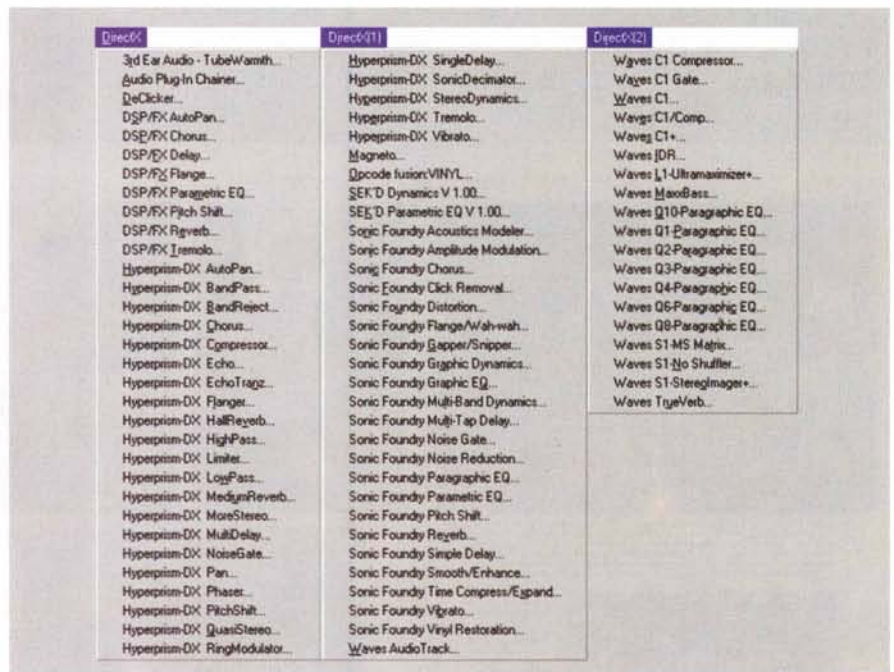 DirectX
3rd Ear Audio - TubeWarmth...
Audio Plug-In Chainer...
DeClicker...
DSP/FX AutoPan...
DSP/FX Chorus...
DSP/FX Delay...
DSP/FX Flange...
DSP/FX Parametric EQ...
DSP/FX Pitch Shift...
DSP/FX Reverb...
DSP/FX Tremolo...
Hyperprism-DX AutoPan...
Hyperprism-DX BandPass...
Hyperprism-DX BandReject...
Hyperprism-DX Chorus...
Hyperprism-DX Compressor...
Hyperprism-DX Echo...
Hyperprism-DX EchoTranz...
Hyperprism-DX Flanger...
Hyperprism-DX HallReverb...
Hyperprism-DX HighPass...
Hyperprism-DX Limiter...
Hyperprism-DX LowPass...
Hyperprism-DX MediumReverb...
Hyperprism-DX MoreStereo...
Hyperprism-DX MultiDelay...
Hyperprism-DX NoiseGate...
Hyperprism-DX Pan...
Hyperprism-DX Phaser...
Hyperprism-DX PitchShift...
Hyperprism-DX QuasiStereo...
Hyperprism-DX RingModulator...
DirectX(1)
Hyperprism-DX SingleDelay...
Hyperprism-DX SonicDecimator...
Hyperprism-DX StereoDynamics...
Hyperprism-DX Tremolo...
Hyperprism-DX Vibrato...
Magneto...
Opcode fusion:VINYL...
SEK'D Dynamics V 1.00...
SEK'D Parametric EQ V 1.00...
Sonic Foundry Acoustics Modeler...
Sonic Foundry Amplitude Modulation...
Sonic Foundry Chorus...
Sonic Foundry Click Removal...
Sonic Foundry Distortion...
Sonic Foundry Flange/Wah-wah...
Sonic Foundry Gapper/Snipper...
Sonic Foundry Graphic Dynamics...
Sonic Foundry Graphic EQ...
Sonic Foundry Multi-Band Dynamics...
Sonic Foundry Multi-Tap Delay...
Sonic Foundry Noise Gate...
Sonic Foundry Noise Reduction...
Sonic Foundry Paragraphic EQ...
Sonic Foundry Parametric EQ...
Sonic Foundry Pitch Shift...
Sonic Foundry Reverb...
Sonic Foundry Simple Delay...
Sonic Foundry Smooth/Enhance...
Sonic Foundry Time Compress/Expand...
Sonic Foundry Vibrato...
Sonic Foundry Vinyl Restoration...
Waves AudioTrack...
DirectX(2)
Waves C1 Compressor...
Waves C1 Gate...
Waves C1...
Waves C1/Comp...
Waves C1+...
Waves IDR...
Waves L1-Ultramaximizer+...
Waves MaxxBass...
Waves Q10-Paragraphic EQ...
Waves Q1-Paragraphic EQ...
Waves Q2-Paragraphic EQ...
Waves Q3-Paragraphic EQ...
Waves Q4-Paragraphic EQ...
Waves Q6-Paragraphic EQ...
Waves Q8-Paragraphic EQ...
Waves S1-MS Matrix...
Waves S1-No Shuffler...
Waves S1-StereoImager+...
Waves TrueVerb...